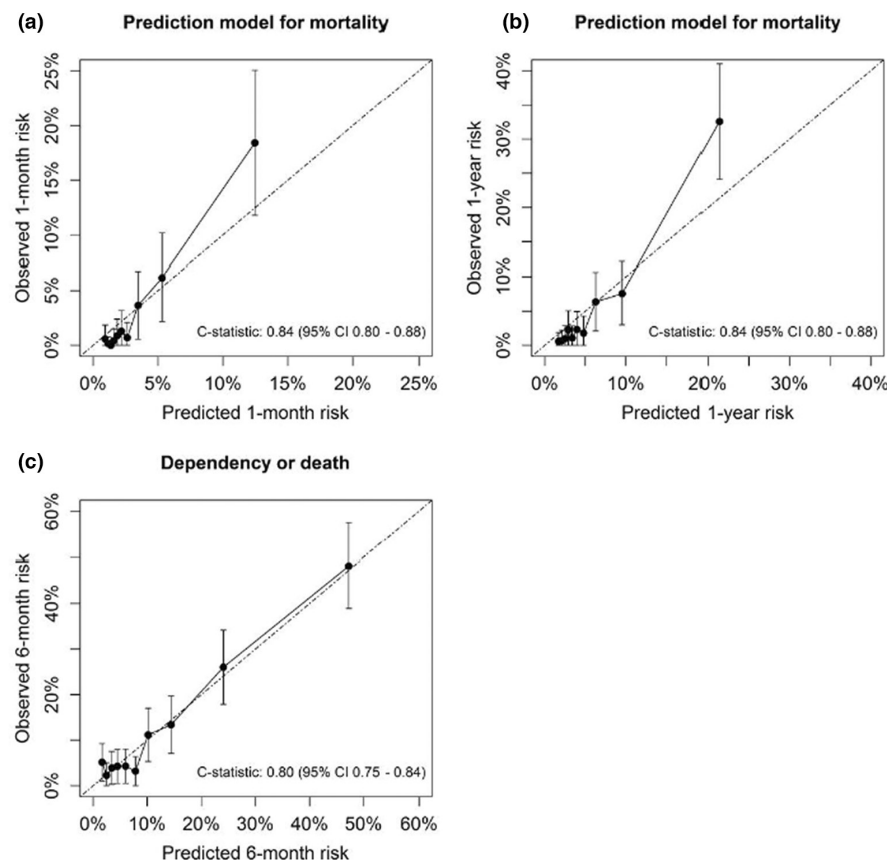 (a) Prediction model for mortality
Observed 1-month risk
25%
20%
15%
10%
5%
0%
C-statistic: 0.84 (95% CI 0.80 - 0.88)
0% 5% 10% 15% 20% 25%
Predicted 1-month risk
(b) Prediction model for mortality
Observed 1-year risk
40%
30%
20%
10%
0%
C-statistic: 0.84 (95% CI 0.80 - 0.88)
0% 10% 20% 30% 40%
Predicted 1-year risk
(c) Dependency or death
Observed 6-month risk
60%
40%
20%
0%
C-statistic: 0.80 (95% CI 0.75 - 0.84)
0% 10% 20% 30% 40% 50% 60%
Predicted 6-month risk